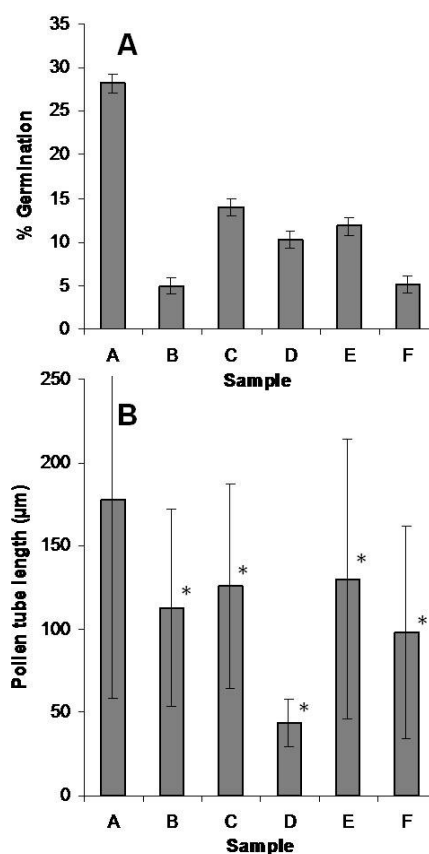 A
% Germination
35
30
25
20
15
10
5
0
A B C D E F
Sample
B
Pollen tube length (µm)
250
200
150
100
50
0
* * * * *
A B C D E F
Sample